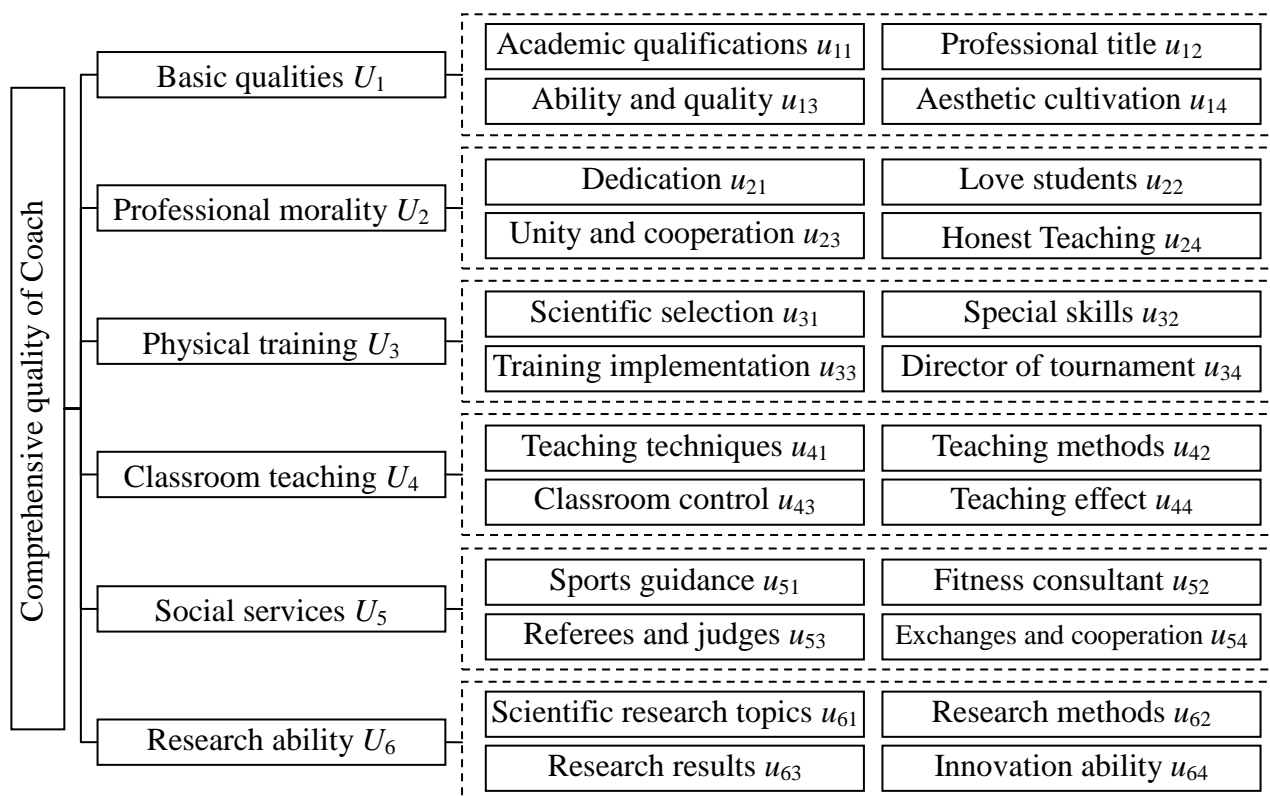 Comprehensive quality of Coach
Basic qualities U1
Academic qualifications u11
Professional title u12
Ability and quality u13
Aesthetic cultivation u14
Professional morality U2
Dedication u21
Love students u22
Unity and cooperation u23
Honest Teaching u24
Physical training U3
Scientific selection u31
Special skills u32
Training implementation u33
Director of tournament u34
Classroom teaching U4
Teaching techniques u41
Teaching methods u42
Classroom control u43
Teaching effect u44
Social services U5
Sports guidance u51
Fitness consultant u52
Referees and judges u53
Exchanges and cooperation u54
Research ability U6
Scientific research topics u61
Research methods u62
Research results u63
Innovation ability u64